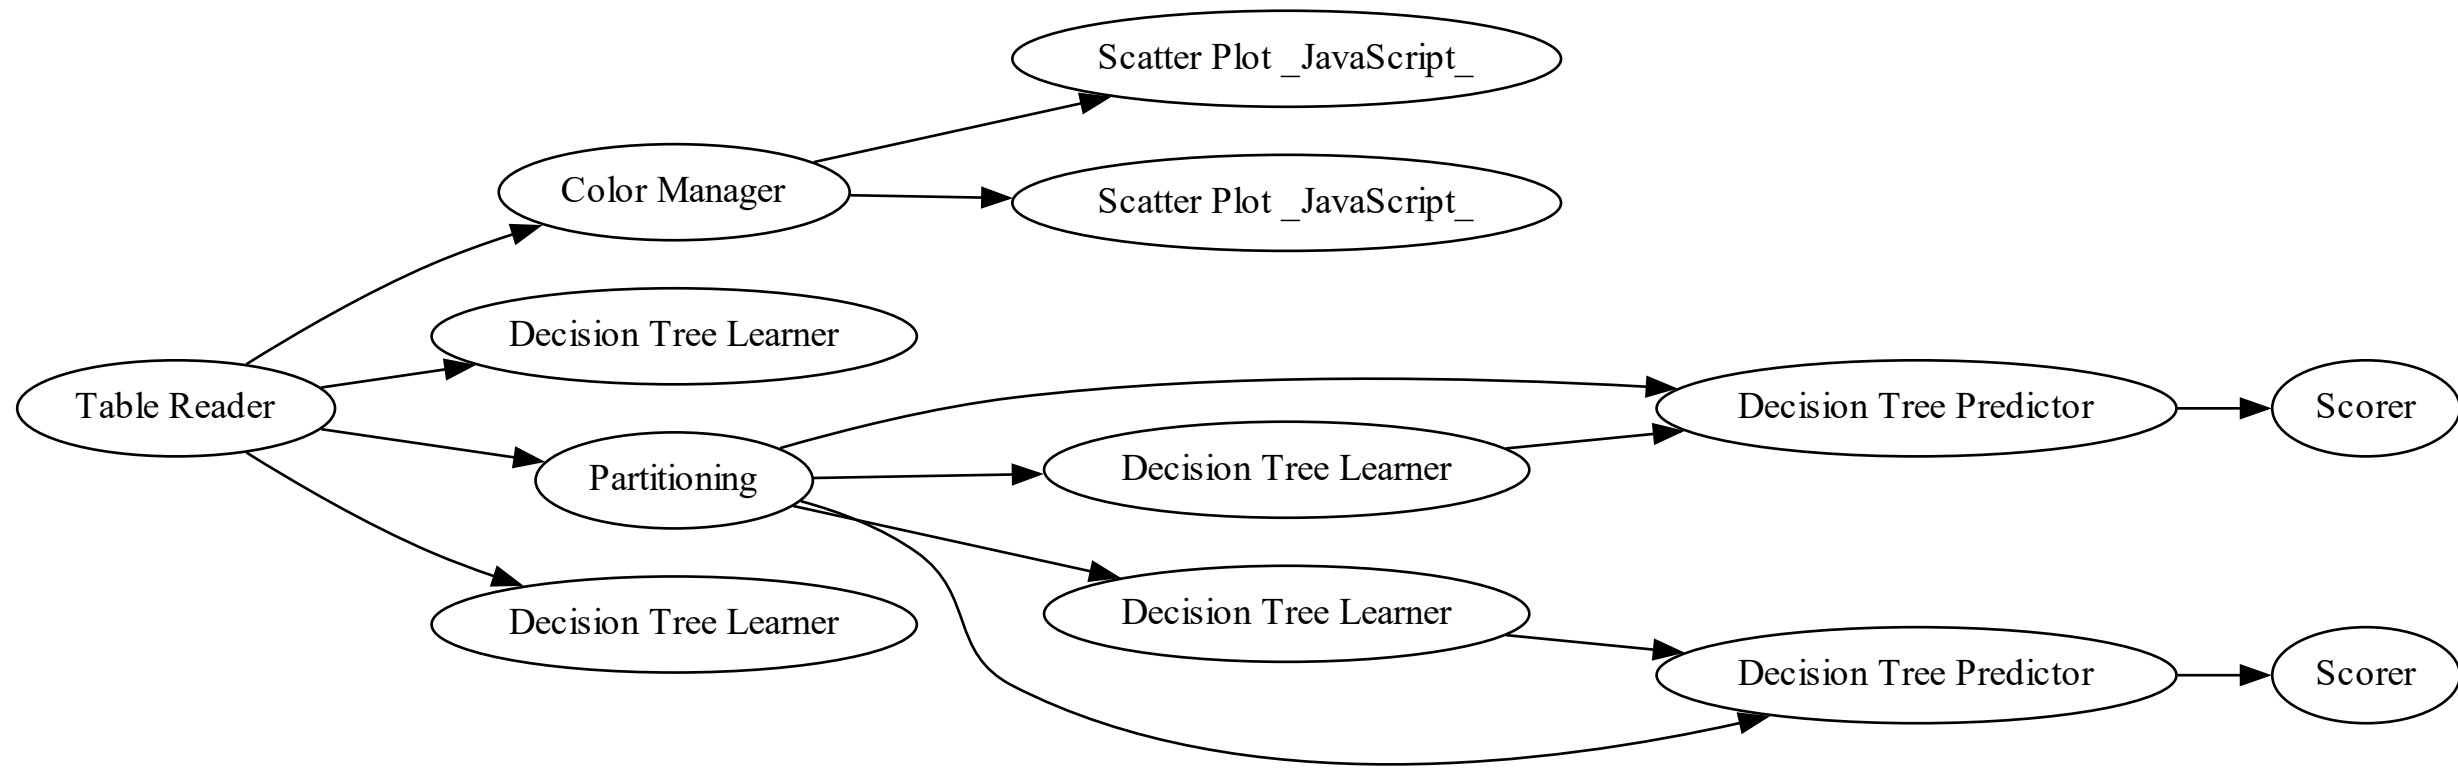 Scatter Plot _JavaScript_
Color Manager
Scatter Plot _JavaScript_
Decision Tree Learner
Table Reader
Decision Tree Predictor
Scorer
Partitioning
Decision Tree Learner
Decision Tree Learner
Decision Tree Learner
Decision Tree Predictor
Scorer